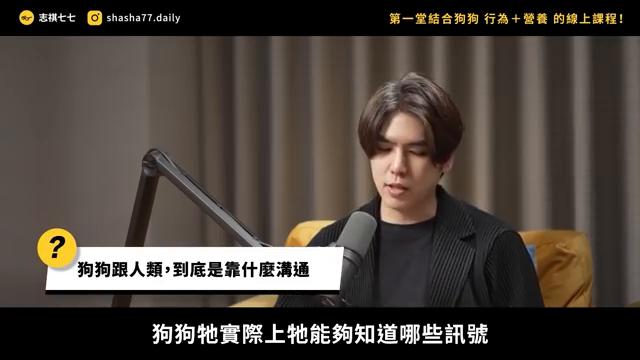 志祺七七 shasha77.daily 第一堂結合狗狗 行為＋營養 的線上課程！
?
狗狗跟人類，到底是靠什麼溝通
狗狗牠實際上牠能夠知道哪些訊號